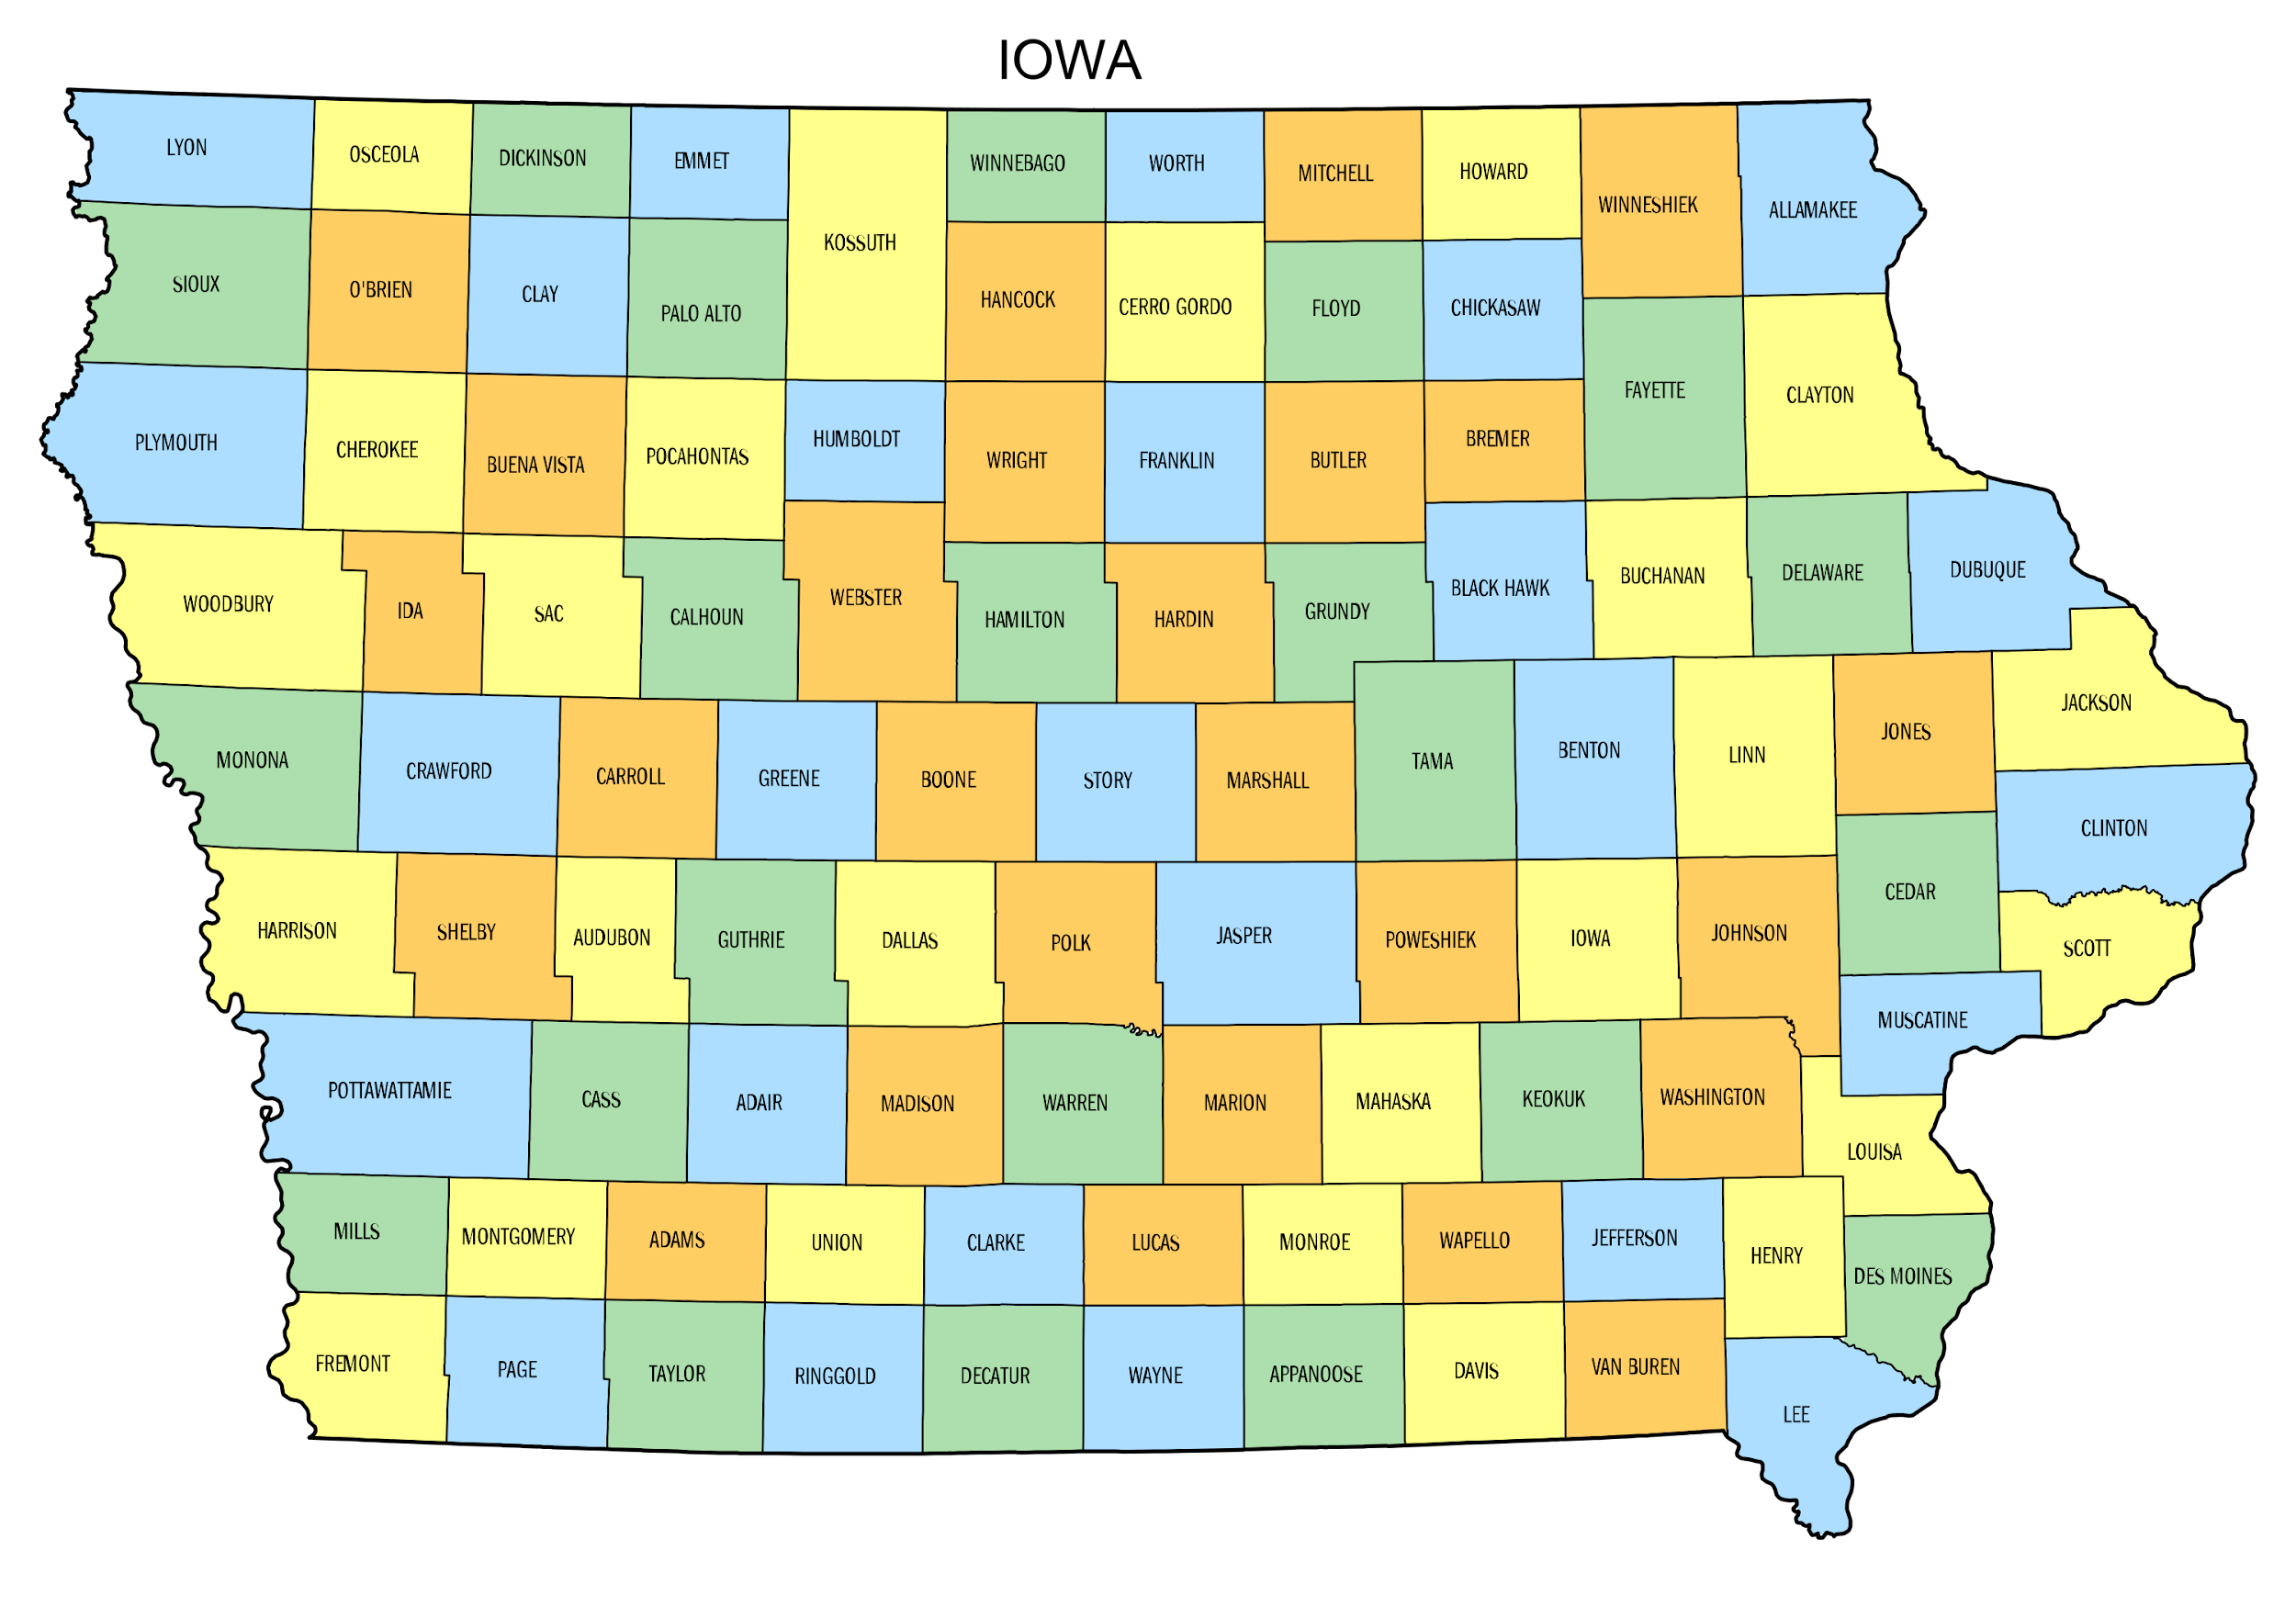 IOWA
LYON
OSCEOLA
DICKINSON
EMMET
KOSSUTH
WINNEBAGO
WORTH
MITCHELL
HOWARD
WINNESHIEK
ALLAMAKEE
SIOUX
O'BRIEN
CLAY
PALO ALTO
HANCOCK
CERRO GORDO
FLOYD
CHICKASAW
FAYETTE
CLAYTON
PLYMOUTH
CHEROKEE
BUENA VISTA
POCAHONTAS
HUMBOLDT
WRIGHT
FRANKLIN
BUTLER
BREMER
WOODBURY
IDA
SAC
CALHOUN
WEBSTER
HAMILTON
HARDIN
GRUNDY
BLACK HAWK
BUCHANAN
DELAWARE
DUBUQUE
MONONA
CRAWFORD
CARROLL
GREENE
BOONE
STORY
MARSHALL
TAMA
BENTON
LINN
JONES
JACKSON
CLINTON
HARRISON
SHELBY
AUDUBON
GUTHRIE
DALLAS
POLK
JASPER
POWESHIEK
IOWA
JOHNSON
CEDAR
SCOTT
MUSCATINE
POTTAWATTAMIE
CASS
ADAIR
MADISON
WARREN
MARION
MAHASKA
KEOKUK
WASHINGTON
LOUISA
MILLS
MONTGOMERY
ADAMS
UNION
CLARKE
LUCAS
MONROE
WAPELLO
JEFFERSON
HENRY
DES MOINES
FREMONT
PAGE
TAYLOR
RINGGOLD
DECATUR
WAYNE
APPANOOSE
DAVIS
VAN BUREN
LEE